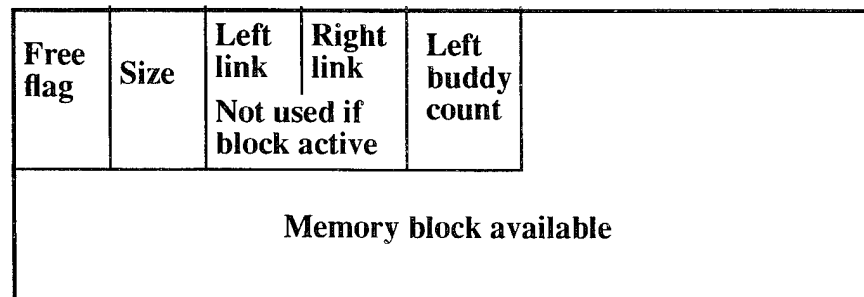 Free
flag
Size
Left
link
Right
link
Not used if
block active
Left
buddy
count
Memory block available